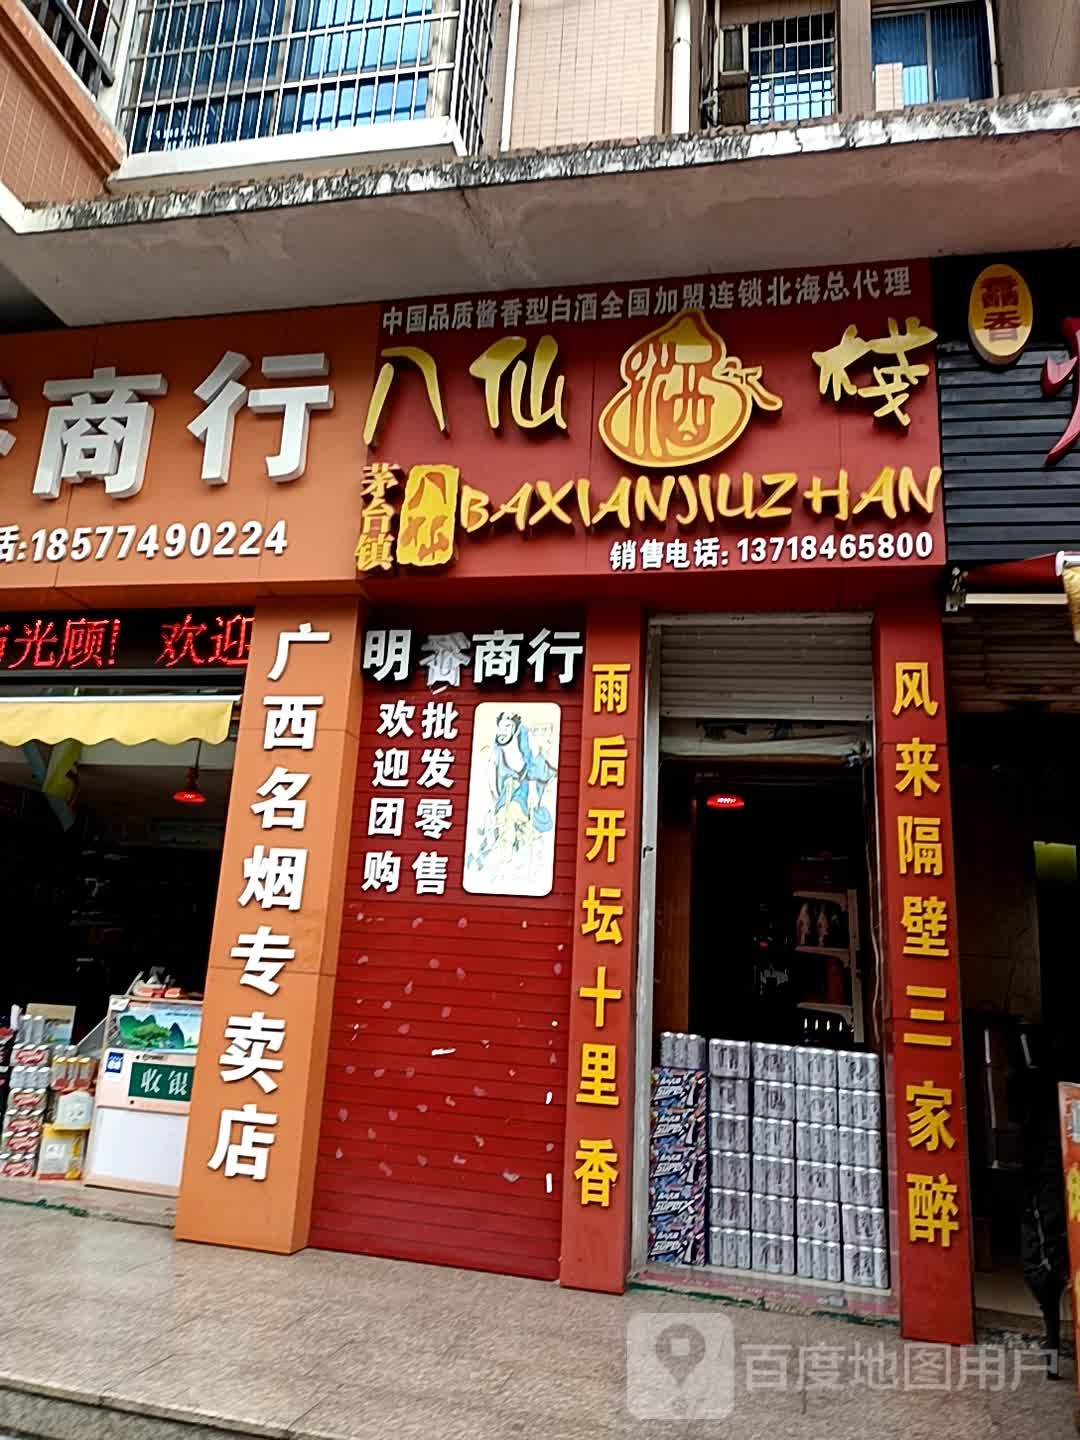 中国品质酱香型白酒全国加盟连锁北海总代理
八仙酒栈
茅台镇
八仙
BAXIANJIUZHAN
销售电话: 13718465800
商行
话:18577490224
光顾! 欢迎
广西名烟专卖店
明香商行
欢迎团购
批发零售
雨后开坛十里香
风来隔壁三家醉
收银
香
百度地图用户